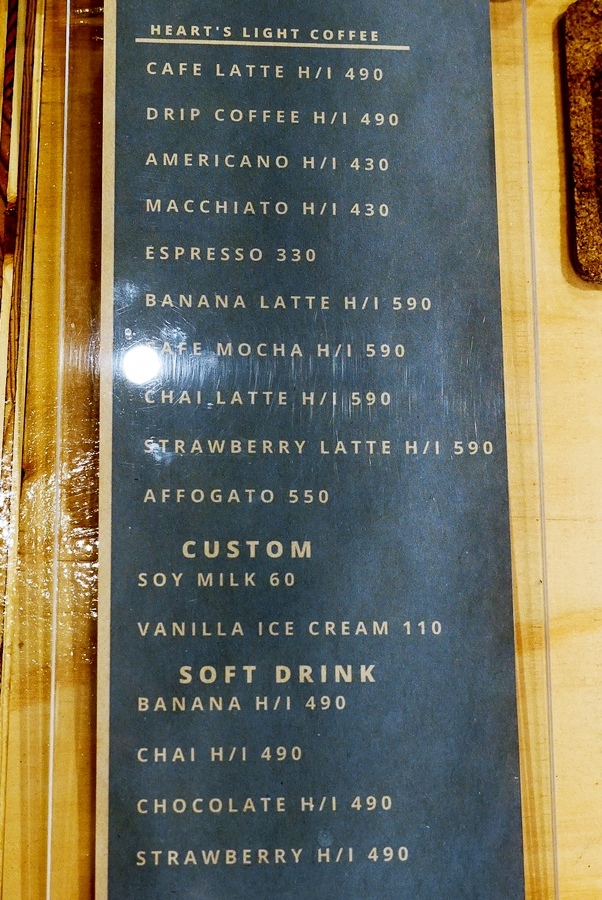 HEART'S LIGHT COFFEE
CAFE LATTE H/I 490
DRIP COFFEE H/I 490
AMERICANO H/I 430
MACCHIATO H/I 430
ESPRESSO 330
BANANA LATTE H/I 590
CAFE MOCHA H/I 590
CHAI LATTE H/I 590
STRAWBERRY LATTE H/I 590
AFFOGATO 550
CUSTOM
SOY MILK 60
VANILLA ICE CREAM 110
SOFT DRINK
BANANA H/I 490
CHAI H/I 490
CHOCOLATE H/I 490
STRAWBERRY H/I 490